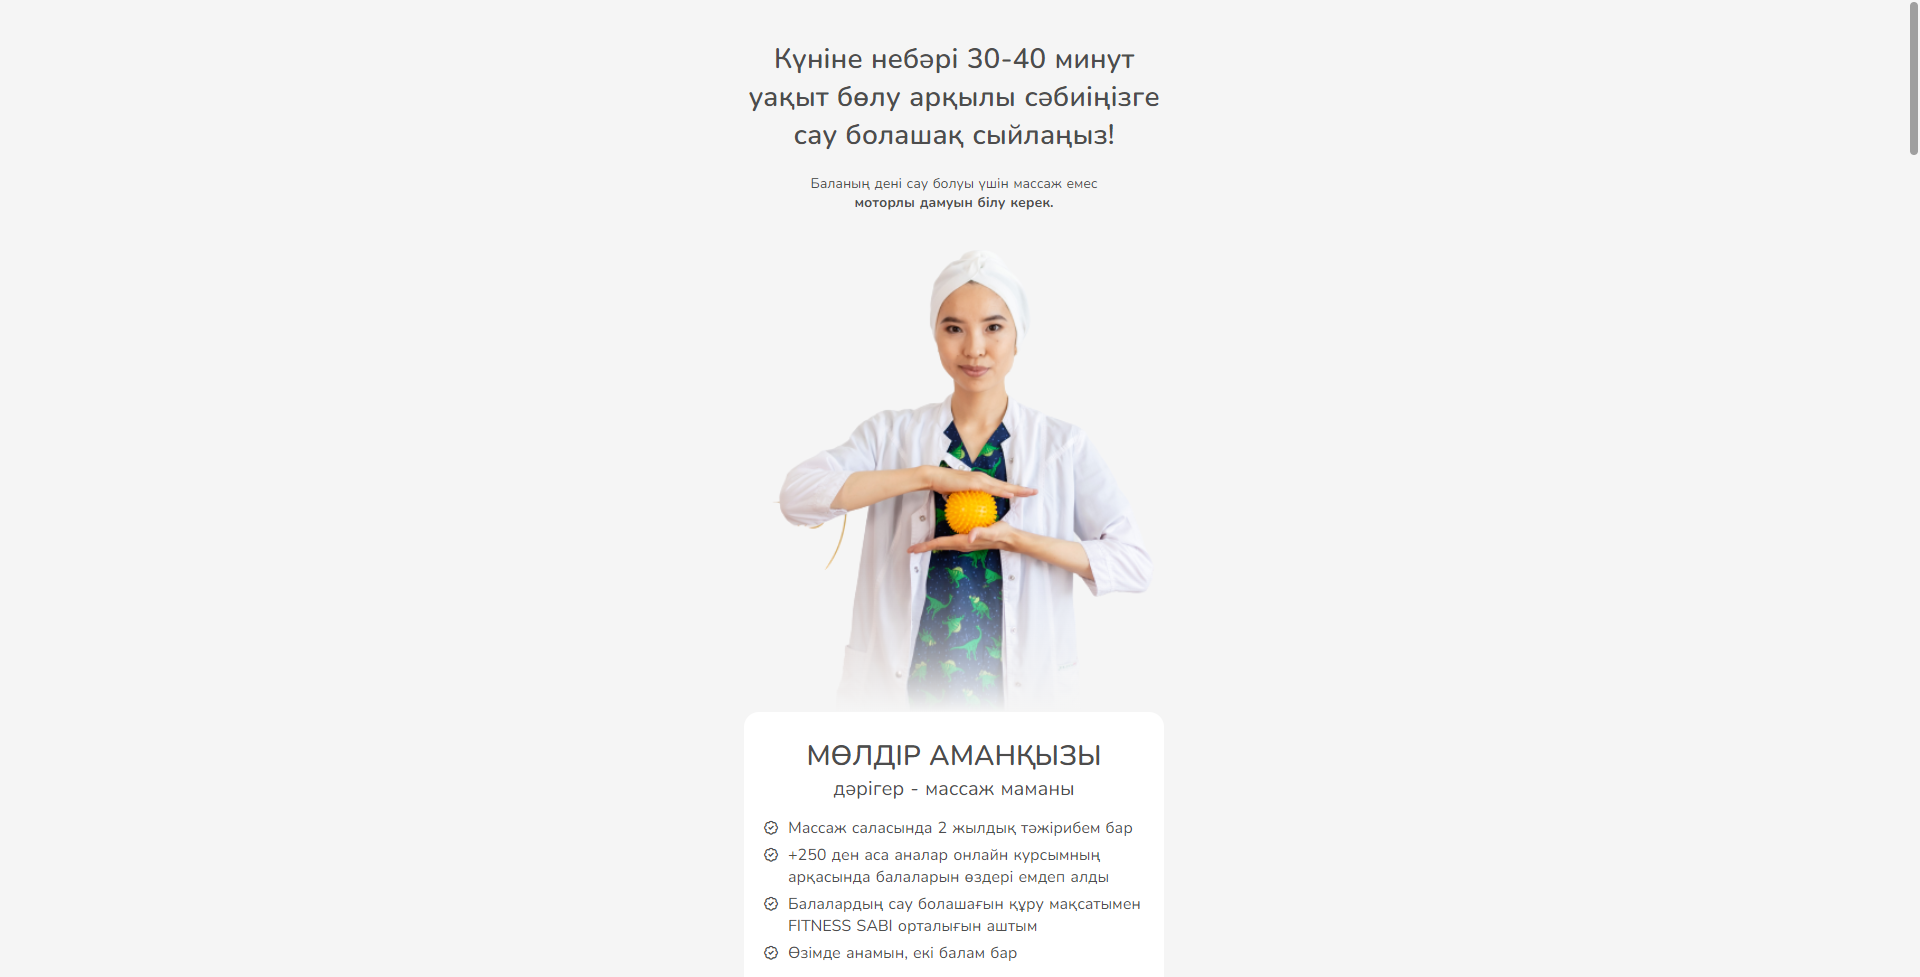 Күніне небәрі 30-40 минут
уақыт бөлу арқылы сәбиіңізге
сау болашақ сыйлаңыз!
Баланың дені сау болуы үшін массаж емес
моторлы дамуын білу керек.
МӨЛДІР АМАНҚЫЗЫ
дәрігер - массаж маманы
Массаж саласында 2 жылдық тәжірибем бар
+250 ден аса аналар онлайн курсымның
арқасында балаларын өздері емдеп алды
Балалардың сау болашағын құру мақсатымен
FITNESS SABI орталығын аштым
Өзімде анамын, екі балам бар